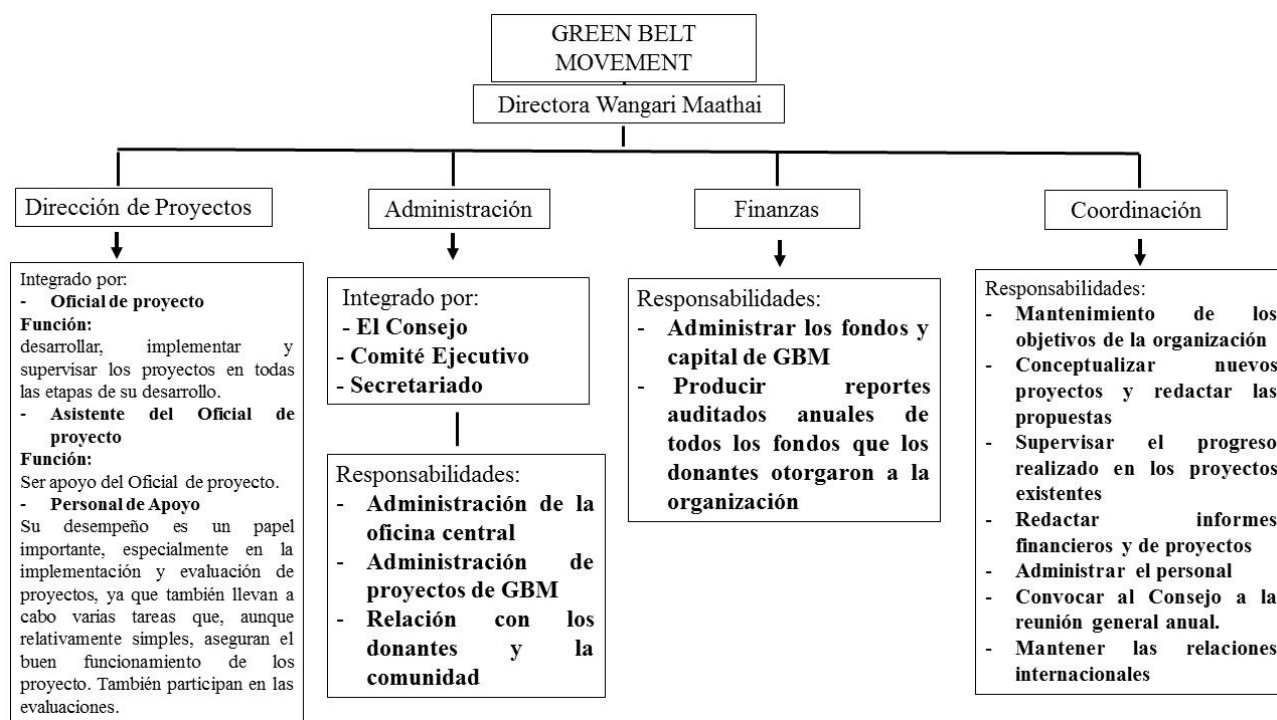 GREEN BELT
MOVEMENT
Directora Wangari Maathai
Dirección de Proyectos
Integrado por:
- Oficial de proyecto
Función:
desarrollar, implementar y
supervisar los proyectos en todas
las etapas de su desarrollo.
- Asistente del Oficial de
proyecto
Función:
Ser apoyo del Oficial de proyecto.
- Personal de Apoyo
Su desempeño es un papel
importante, especialmente en la
implementación y evaluación de
proyectos, ya que también llevan a
cabo varias tareas que, aunque
relativamente simples, aseguran el
buen funcionamiento de los
proyecto. También participan en las
evaluaciones.
Administración
Integrado por:
- El Consejo
- Comité Ejecutivo
- Secretariado
Responsabilidades:
- Administración de la
oficina central
- Administración de
proyectos de GBM
- Relación con los
donantes y la
comunidad
Finanzas
Responsabilidades:
- Administrar los fondos y
capital de GBM
- Producir reportes
auditados anuales de
todos los fondos que los
donantes otorgaron a la
organización
Coordinación
Responsabilidades:
- Mantenimiento de los
objetivos de la organización
- Conceptualizar nuevos
proyectos y redactar las
propuestas
- Supervisar el progreso
realizado en los proyectos
existentes
- Redactar informes
financieros y de proyectos
- Administrar el personal
- Convocar al Consejo a la
reunión general anual.
- Mantener las relaciones
internacionales